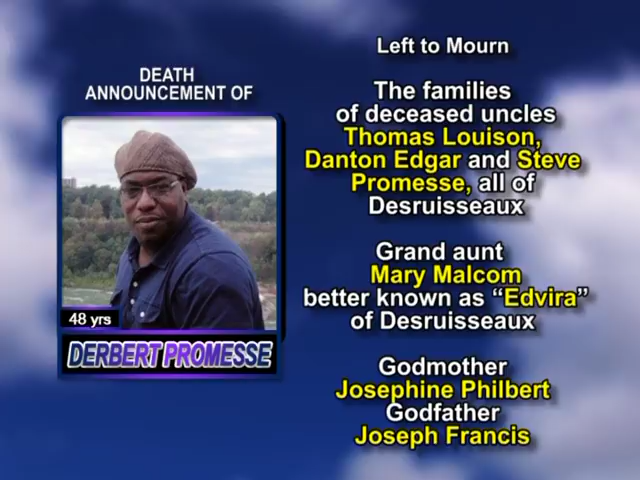 DEATH
ANNOUNCEMENT OF
48 yrs
DERBERT PROMESSE
Left to Mourn
The families
of deceased uncles
Thomas Louison,
Danton Edgar and Steve
Promesse, all of
Desruisseaux
Grand aunt
Mary Malcom
better known as “Edvira”
of Desruisseaux
Godmother
Josephine Philbert
Godfather
Joseph Francis